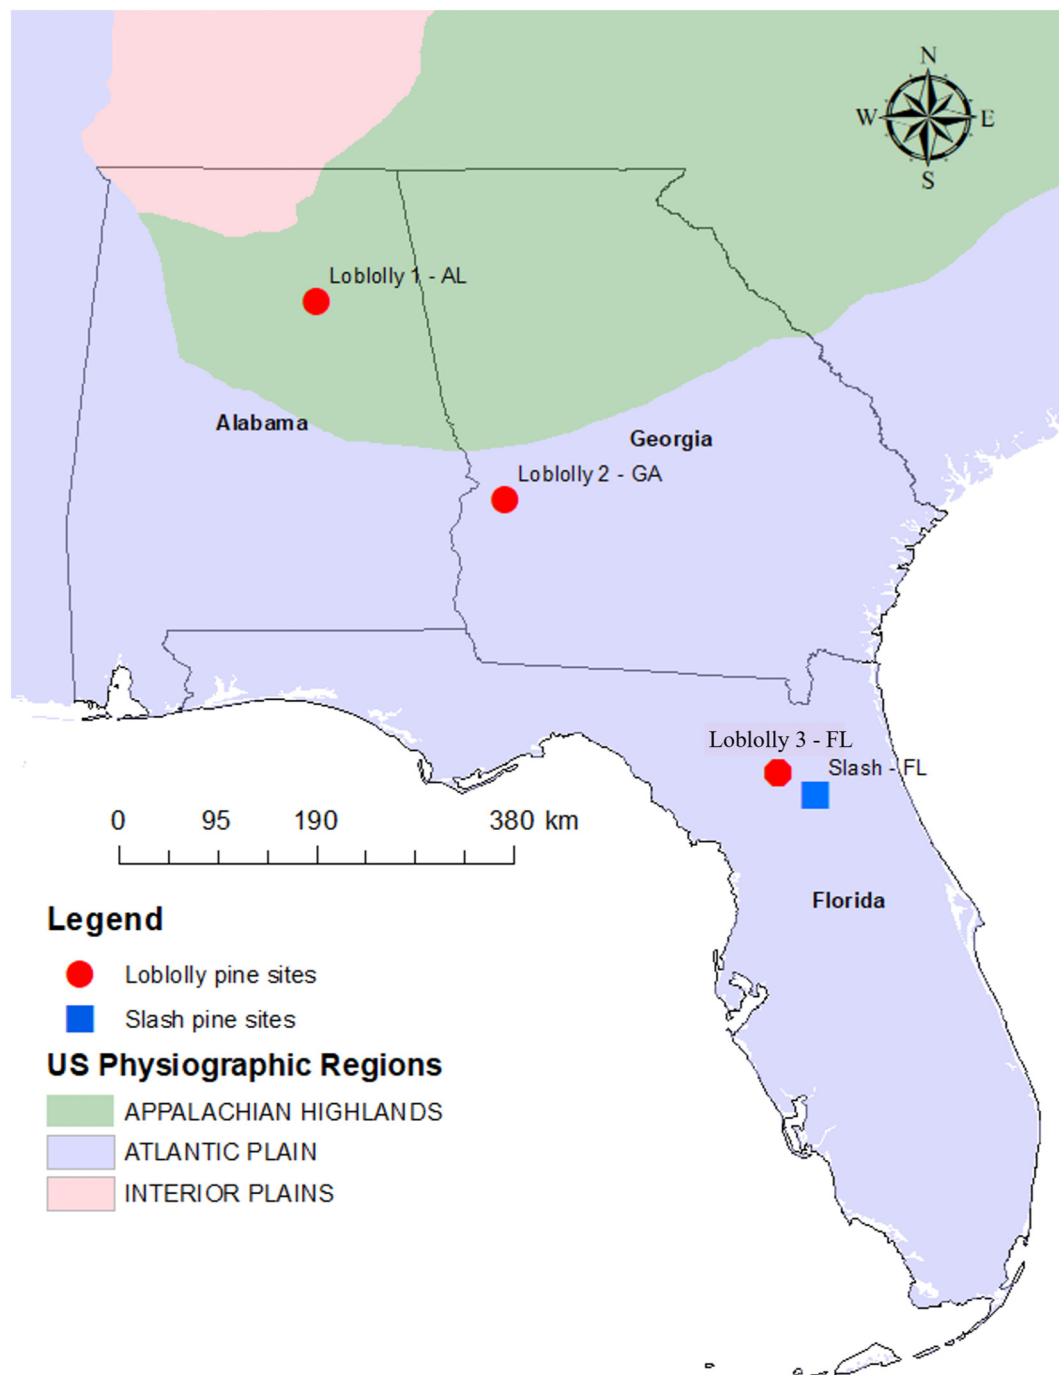 N
W E
S
Loblolly 1 - AL
Alabama
Georgia
Loblolly 2 - GA
Loblolly 3 - FL
Slash - FL
0 95 190 380 km
Florida
Legend
Loblolly pine sites
Slash pine sites
US Physiographic Regions
APPALACHIAN HIGHLANDS
ATLANTIC PLAIN
INTERIOR PLAINS